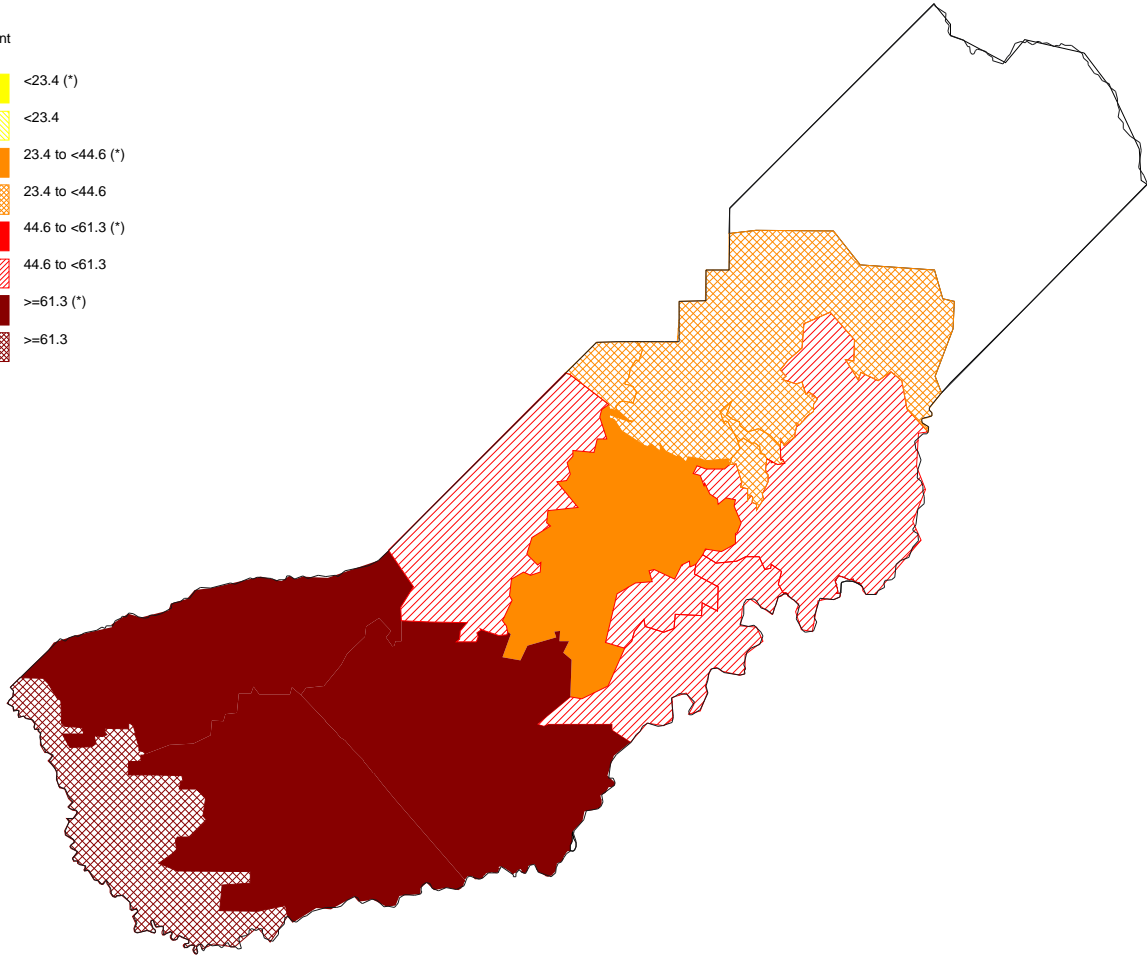 nt
<23.4 (*)
<23.4
23.4 to <44.6 (*)
23.4 to <44.6
44.6 to <61.3 (*)
44.6 to <61.3
>=61.3 (*)
>=61.3